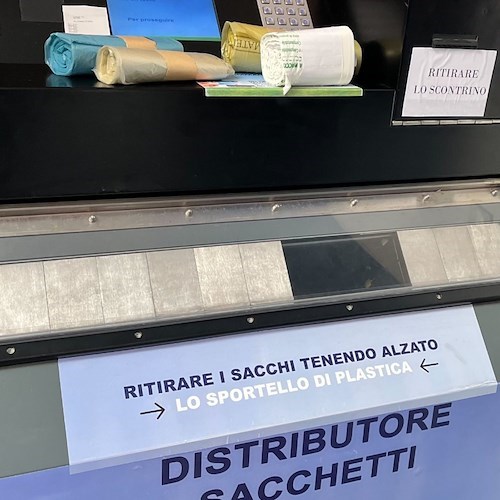 Per proseguire
RITIRARE
LO SCONTRINO
RITIRARE I SACCHI TENENDO ALZATO
→ LO SPORTELLO DI PLASTICA ←
DISTRIBUTORE
SACCHETTI